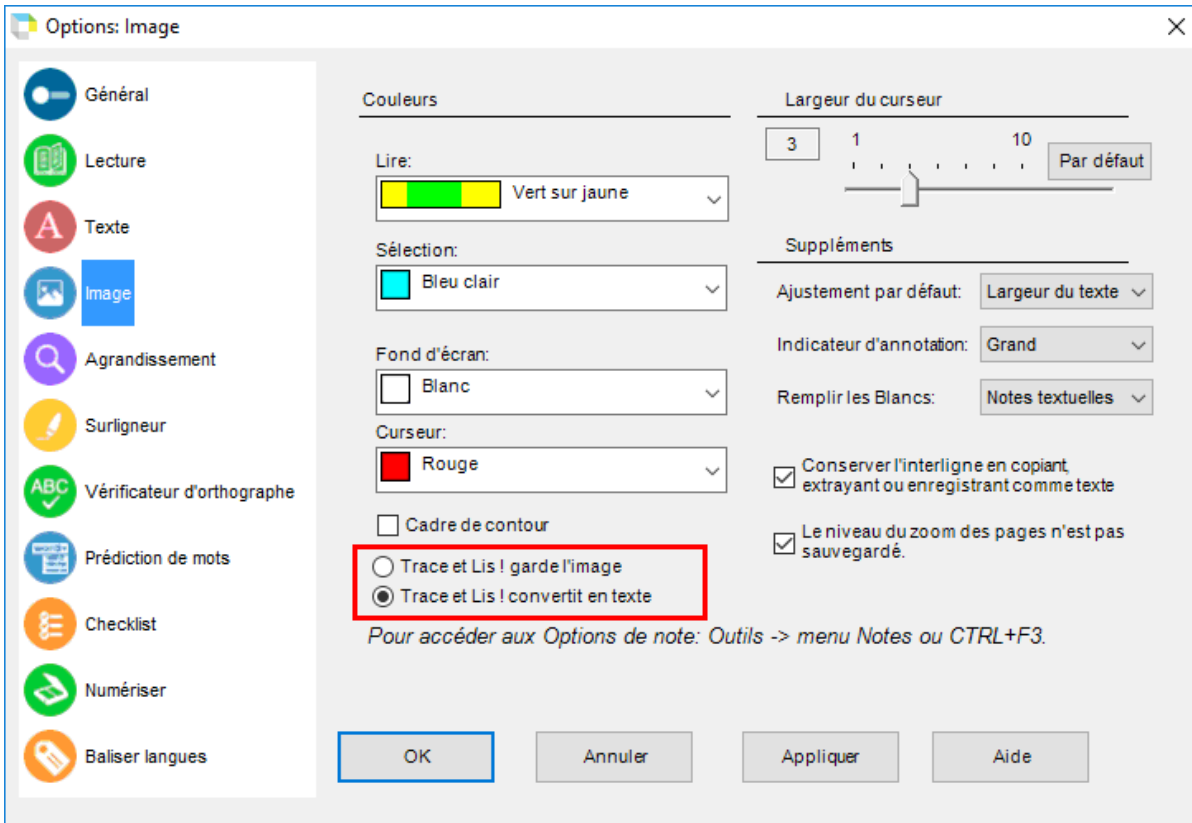 Options: Image
Général
Lecture
A
Texte
Image
Agrandissement
Surligneur
ABC
Vérificateur d'orthographe
Prédiction de mots
Checklist
Numériser
Baliser langues
Couleurs
Lire:
Vert sur jaune
Sélection:
Bleu clair
Fond d'écran:
Blanc
Curseur:
Rouge
Cadre de contour
Trace et Lis ! garde l'image
Trace et Lis ! convertit en texte
Largeur du curseur
3
1
10
Par défaut
Suppléments
Ajustement par défaut:
Largeur du texte
Indicateur d'annotation:
Grand
Remplir les Blancs:
Notes textuelles
Conserver l'interligne en copiant,
extrayant ou enregistrant comme texte
Le niveau du zoom des pages n'est pas
sauvegardé.
Pour accéder aux Options de note: Outils -> menu Notes ou CTRL+F3.
OK
Annuler
Appliquer
Aide